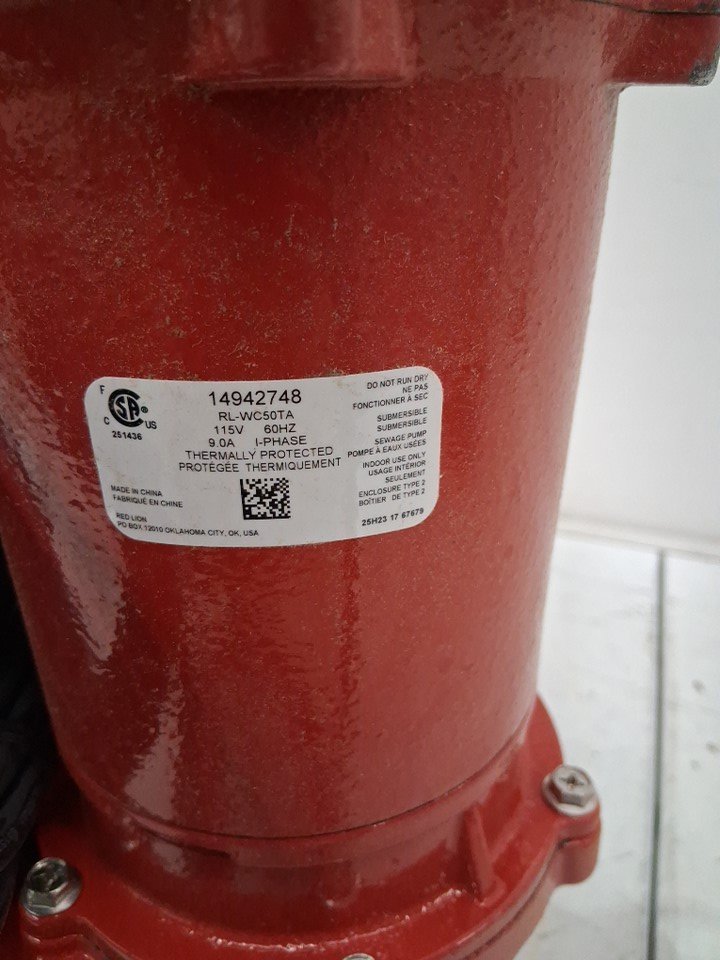 F
C SA® US
251436
MADE IN CHINA
FABRIQUÉ EN CHINE
RED LION
PO BOX 12010 OKLAHOMA CITY, OK, USA
14942748
RL-WC50TA
115V 60HZ
9.0A I-PHASE
THERMALLY PROTECTED
PROTÉGÉE THERMIQUEMENT
DO NOT RUN DRY
NE PAS
FONCTIONNER À SEC
SUBMERSIBLE
SUBMERSIBLE
SEWAGE PUMP
POMPE À EAUX USÉES
INDOOR USE ONLY
USAGE INTÉRIOR
SEULEMENT
ENCLOSURE TYPE 2
BOÎTIER DE TYPE 2
25H23 17 67679